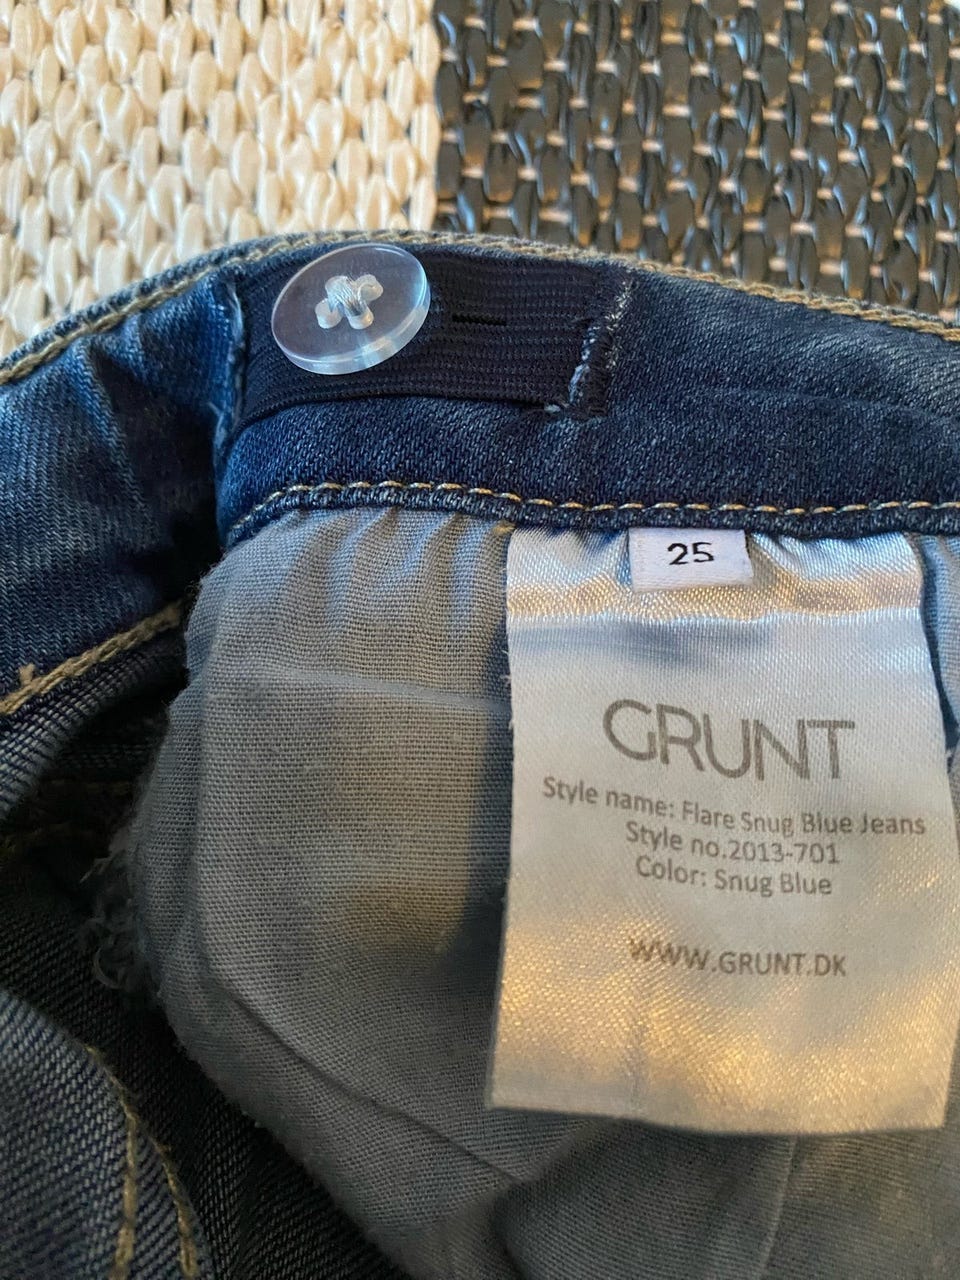 25
GRUNT
Style name: Flare Snug Blue Jeans
Style no.2013-701
Color: Snug Blue
WWW.GRUNT.DK